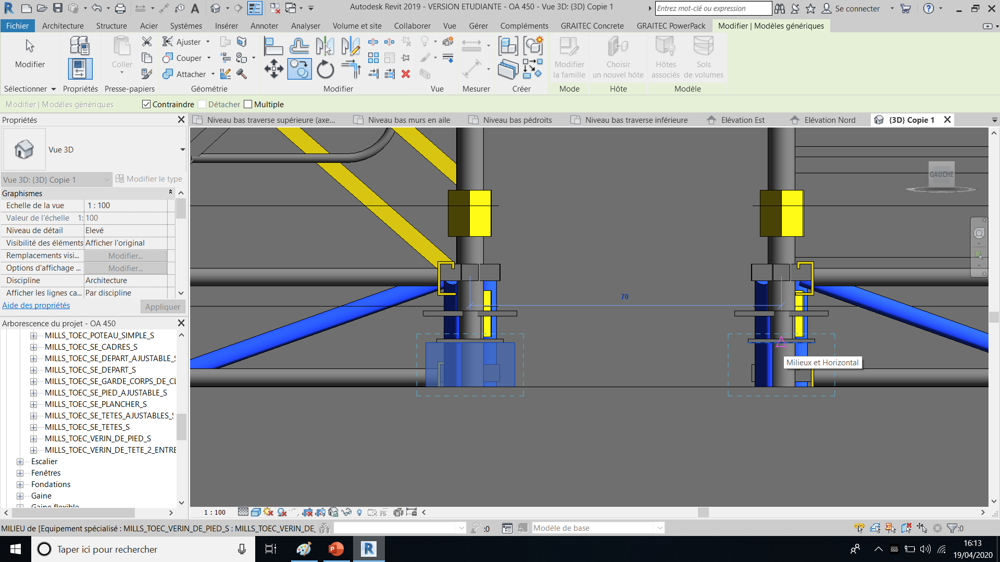 Autodesk Revit 2019 - VERSION ETUDIANTE - OA 450 - Vue 3D: {3D} Copie 1
Entrez mot-clé ou expression
Se connecter
Fichier Architecture Structure Acier Systèmes Insérer Annoter Analyser Volume et site Collaborer Vue Gérer Compléments GRAITEC Concrete GRAITEC PowerPack Modifier | Modèles génériques
Modifier
Coller
Ajuster
Couper
Attacher
Modifier la famille
Choisir un nouvel hôte
Hôtes associés
Sols de volumes
Sélectionner Propriétés Presse-papiers Géométrie Modifier Vue Mesurer Créer Mode Hôte Modèle
Modifier | Modèles génériques Contraindre Détacher Multiple
Propriétés
Niveau bas traverse supérieure (axe... Niveau bas murs en aile Niveau bas pédroits Niveau bas traverse inférieure Elévation Est Elévation Nord {3D} Copie 1
Vue 3D
Vue 3D: {3D} Copie 1 Modifier le type
Graphismes
Echelle de la vue 1 : 100
Valeur de l'échelle 1: 100
Niveau de détail Elevé
Visibilité des éléments Afficher l'original
Remplacements visi... Modifier...
Options d'affichage ... Modifier...
Discipline Architecture
Afficher les lignes ca... Par discipline
Aide des propriétés Appliquer
Arborescence du projet - OA 450
MILLS_TOEC_POTEAU_SIMPLE_S
MILLS_TOEC_SE_CADRES_S
MILLS_TOEC_SE_DEPART_AJUSTABLE_S
MILLS_TOEC_SE_DEPART_S
MILLS_TOEC_SE_GARDE_CORPS_DE_CL
MILLS_TOEC_SE_PIED_AJUSTABLE_S
MILLS_TOEC_SE_PLANCHER_S
MILLS_TOEC_SE_TETES_AJUSTABLES_S
MILLS_TOEC_SE_TETES_S
MILLS_TOEC_VERIN_DE_PIED_S
MILLS_TOEC_VERIN_DE_TETE_2_ENTRE
Escalier
Fenêtres
Fondations
Gaine
Gaine flexible
GAUCHE
70
Milieux et Horizontal
1 : 100
MILIEU de [Equipement spécialisé : MILLS_TOEC_VERIN_DE_PIED_S : MILLS_TOEC_VERIN_DE_
:0
Modèle de base
:0
Taper ici pour rechercher
SSD
16:13
19/04/2020